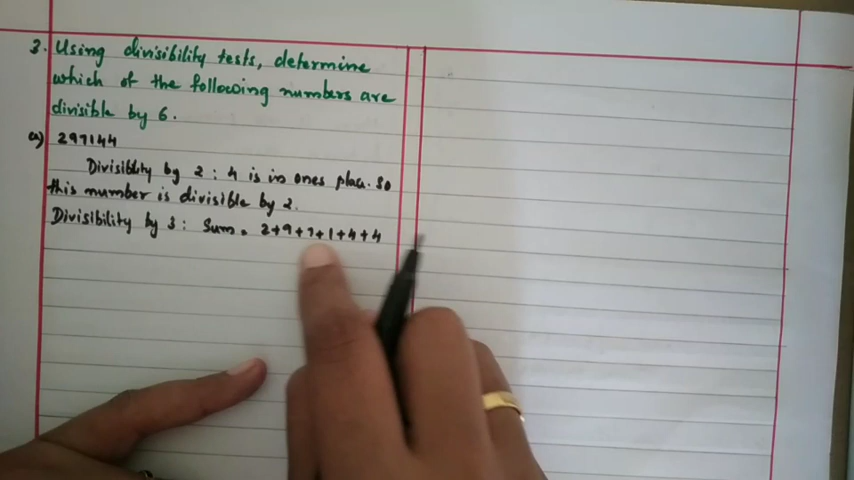 3. Using divisibility tests, determine
which of the following numbers are
divisible by 6.
a) 297144
Divisiblity by 2 : 4 is in ones place. So
this number is divisible by 2.
Divisibility by 3 : Sum = 2+9+7+1+4+4